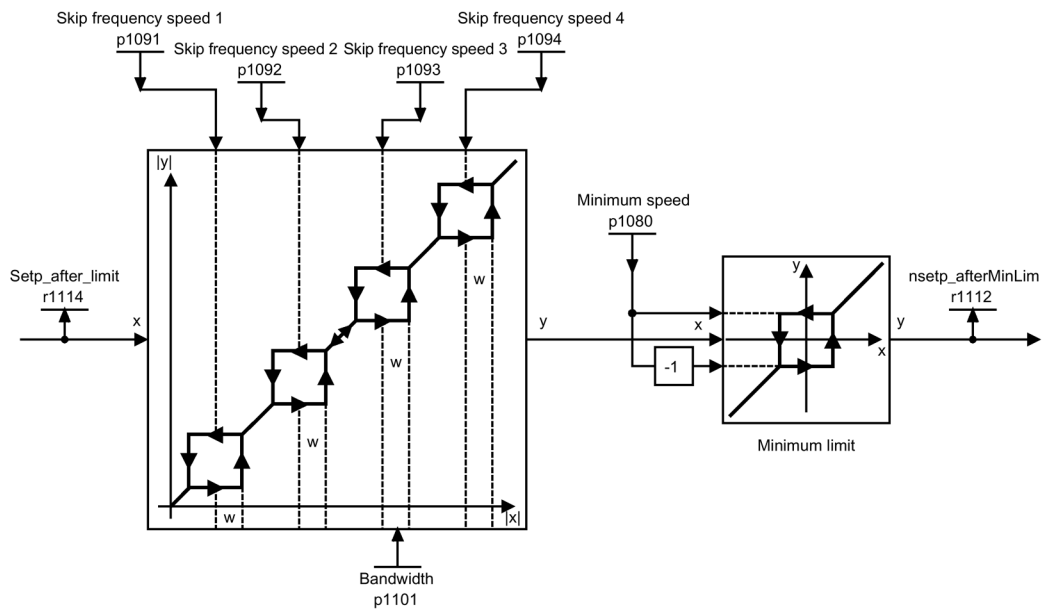 Skip frequency speed 1
p1091
Skip frequency speed 2
p1092
Skip frequency speed 3
p1093
Skip frequency speed 4
p1094
|y|
Setp_after_limit
r1114
x
w
w
w
w
|x|
Bandwidth
p1101
y
Minimum speed
p1080
x
-1
y
x
Minimum limit
y
nsetp_afterMinLim
r1112